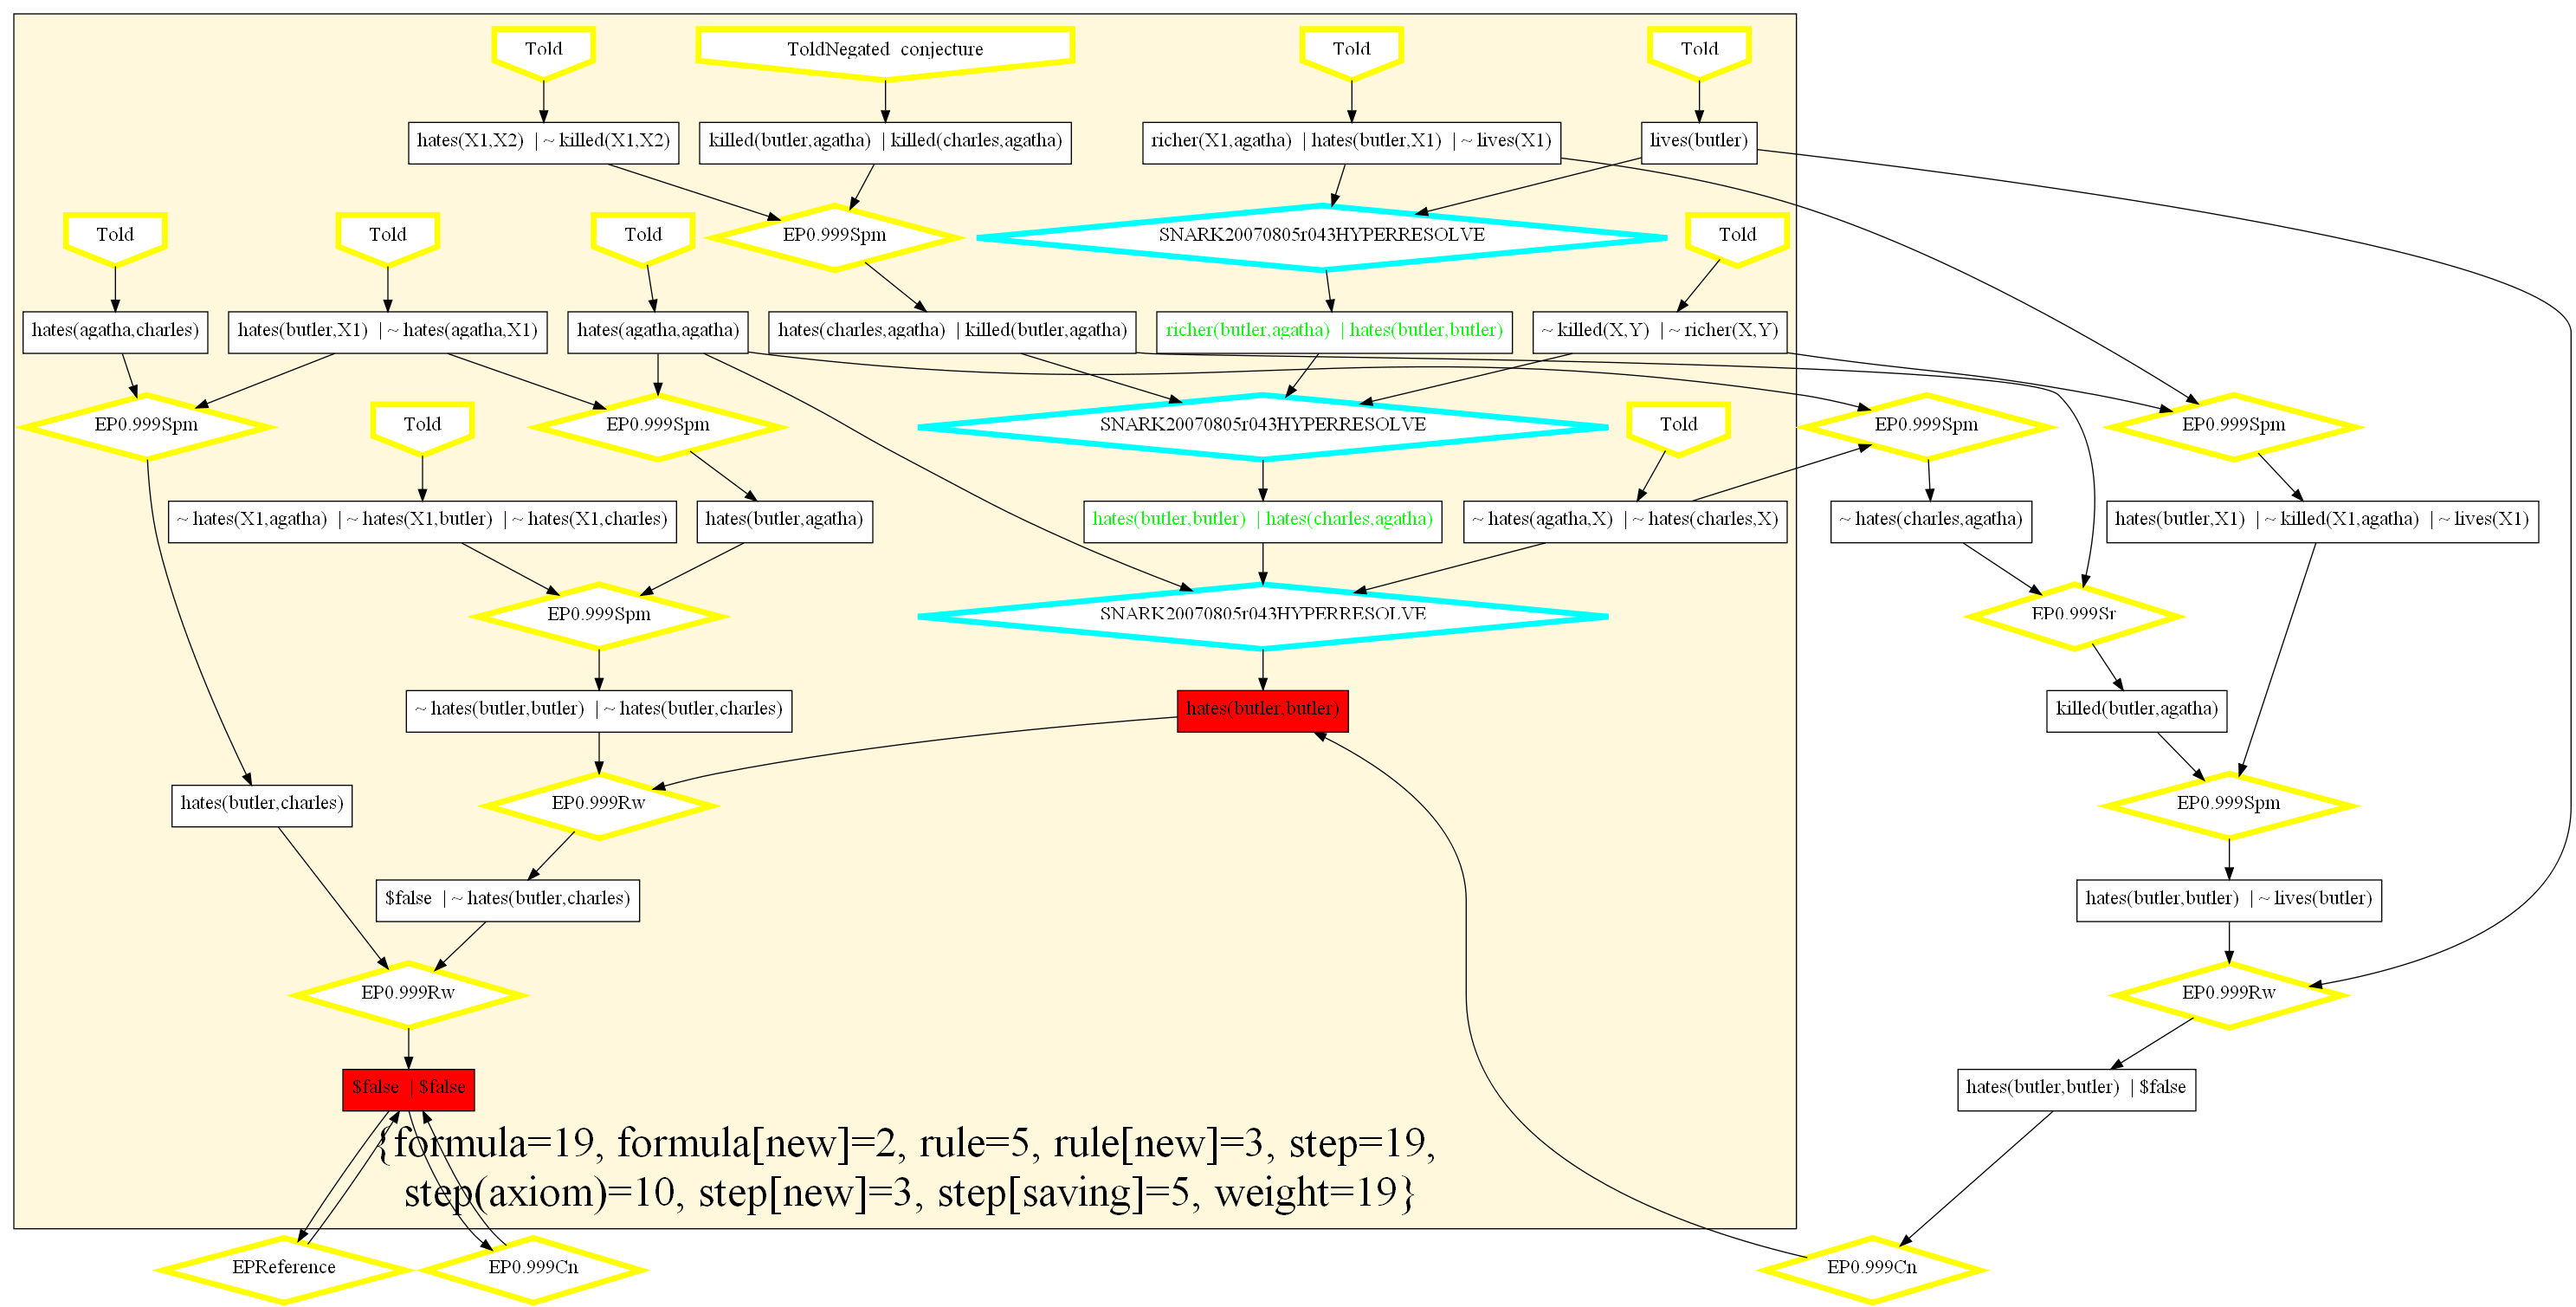 Told
ToldNegated_conjecture
Told
Told
hates(X1,X2) | ~ killed(X1,X2)
killed(butler,agatha) | killed(charles,agatha)
richer(X1,agatha) | hates(butler,X1) | ~ lives(X1)
lives(butler)
Told
Told
Told
EP0.999Spm
SNARK20070805r043HYPERRESOLVE
Told
hates(agatha,charles)
hates(butler,X1) | ~ hates(agatha,X1)
hates(agatha,agatha)
hates(charles,agatha) | killed(butler,agatha)
richer(butler,agatha) | hates(butler,butler)
~ killed(X,Y) | ~ richer(X,Y)
EP0.999Spm
Told
EP0.999Spm
SNARK20070805r043HYPERRESOLVE
Told
EP0.999Spm
EP0.999Spm
~ hates(X1,agatha) | ~ hates(X1,butler) | ~ hates(X1,charles)
hates(butler,agatha)
hates(butler,butler) | hates(charles,agatha)
~ hates(agatha,X) | ~ hates(charles,X)
~ hates(charles,agatha)
hates(butler,X1) | ~ killed(X1,agatha) | ~ lives(X1)
EP0.999Spm
SNARK20070805r043HYPERRESOLVE
EP0.999Sr
~ hates(butler,butler) | ~ hates(butler,charles)
hates(butler,butler)
killed(butler,agatha)
hates(butler,charles)
EP0.999Rw
EP0.999Spm
$false | ~ hates(butler,charles)
hates(butler,butler) | ~ lives(butler)
EP0.999Rw
EP0.999Rw
$false | $false
hates(butler,butler) | $false
{formula=19, formula[new]=2, rule=5, rule[new]=3, step=19,
step(axiom)=10, step[new]=3, step[saving]=5, weight=19}
EPReference
EP0.999Cn
EP0.999Cn